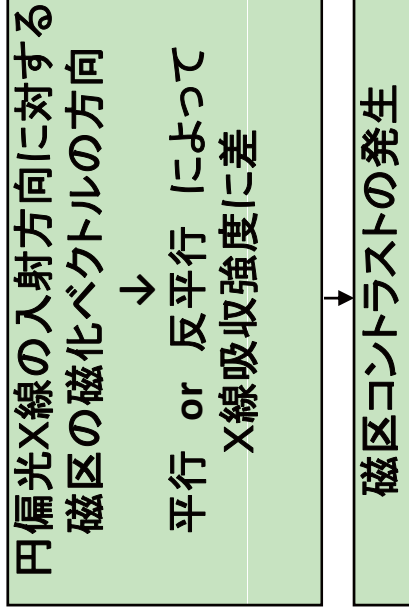 円偏光X線の入射方向に対する
磁区の磁化ベクトルの方向
↓
平行 or 反平行 によって
X線吸収強度に差
磁区コントラストの発生